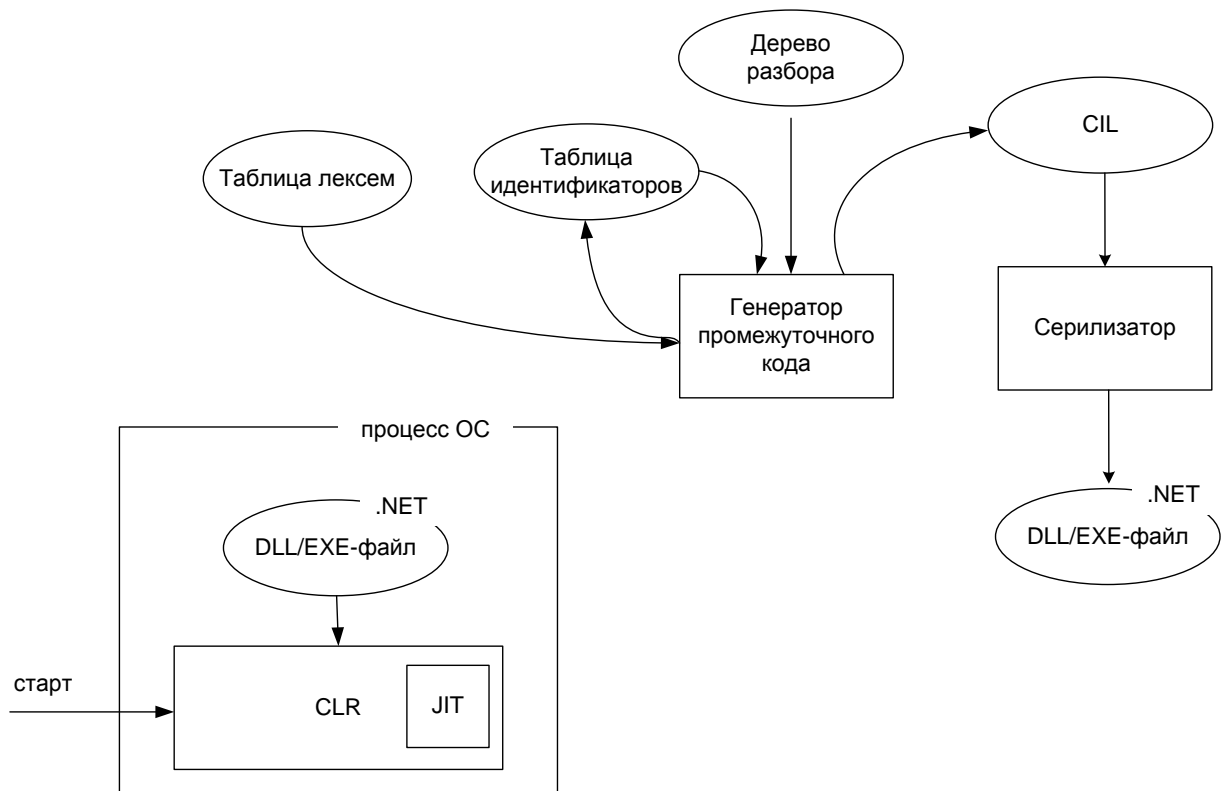 Дерево
разбора
CIL
Таблица
идентификаторов
Таблица лексем
Генератор
промежуточного
кода
Серилизатор
процесс ОС
.NET
DLL/EXE-файл
.NET
DLL/EXE-файл
старт
CLR
JIT